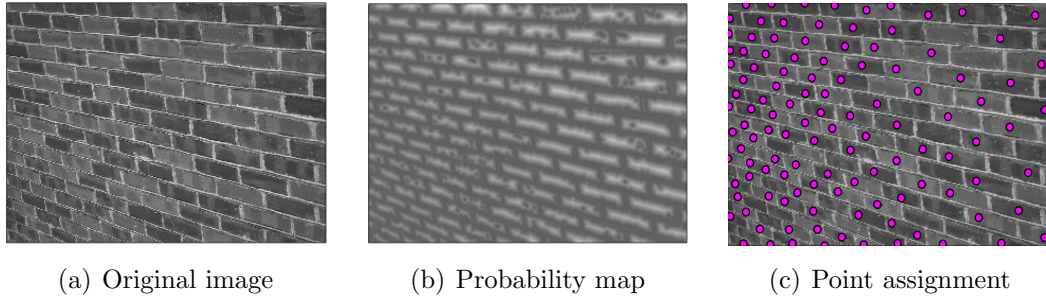 (a) Original image
(b) Probability map
(c) Point assignment